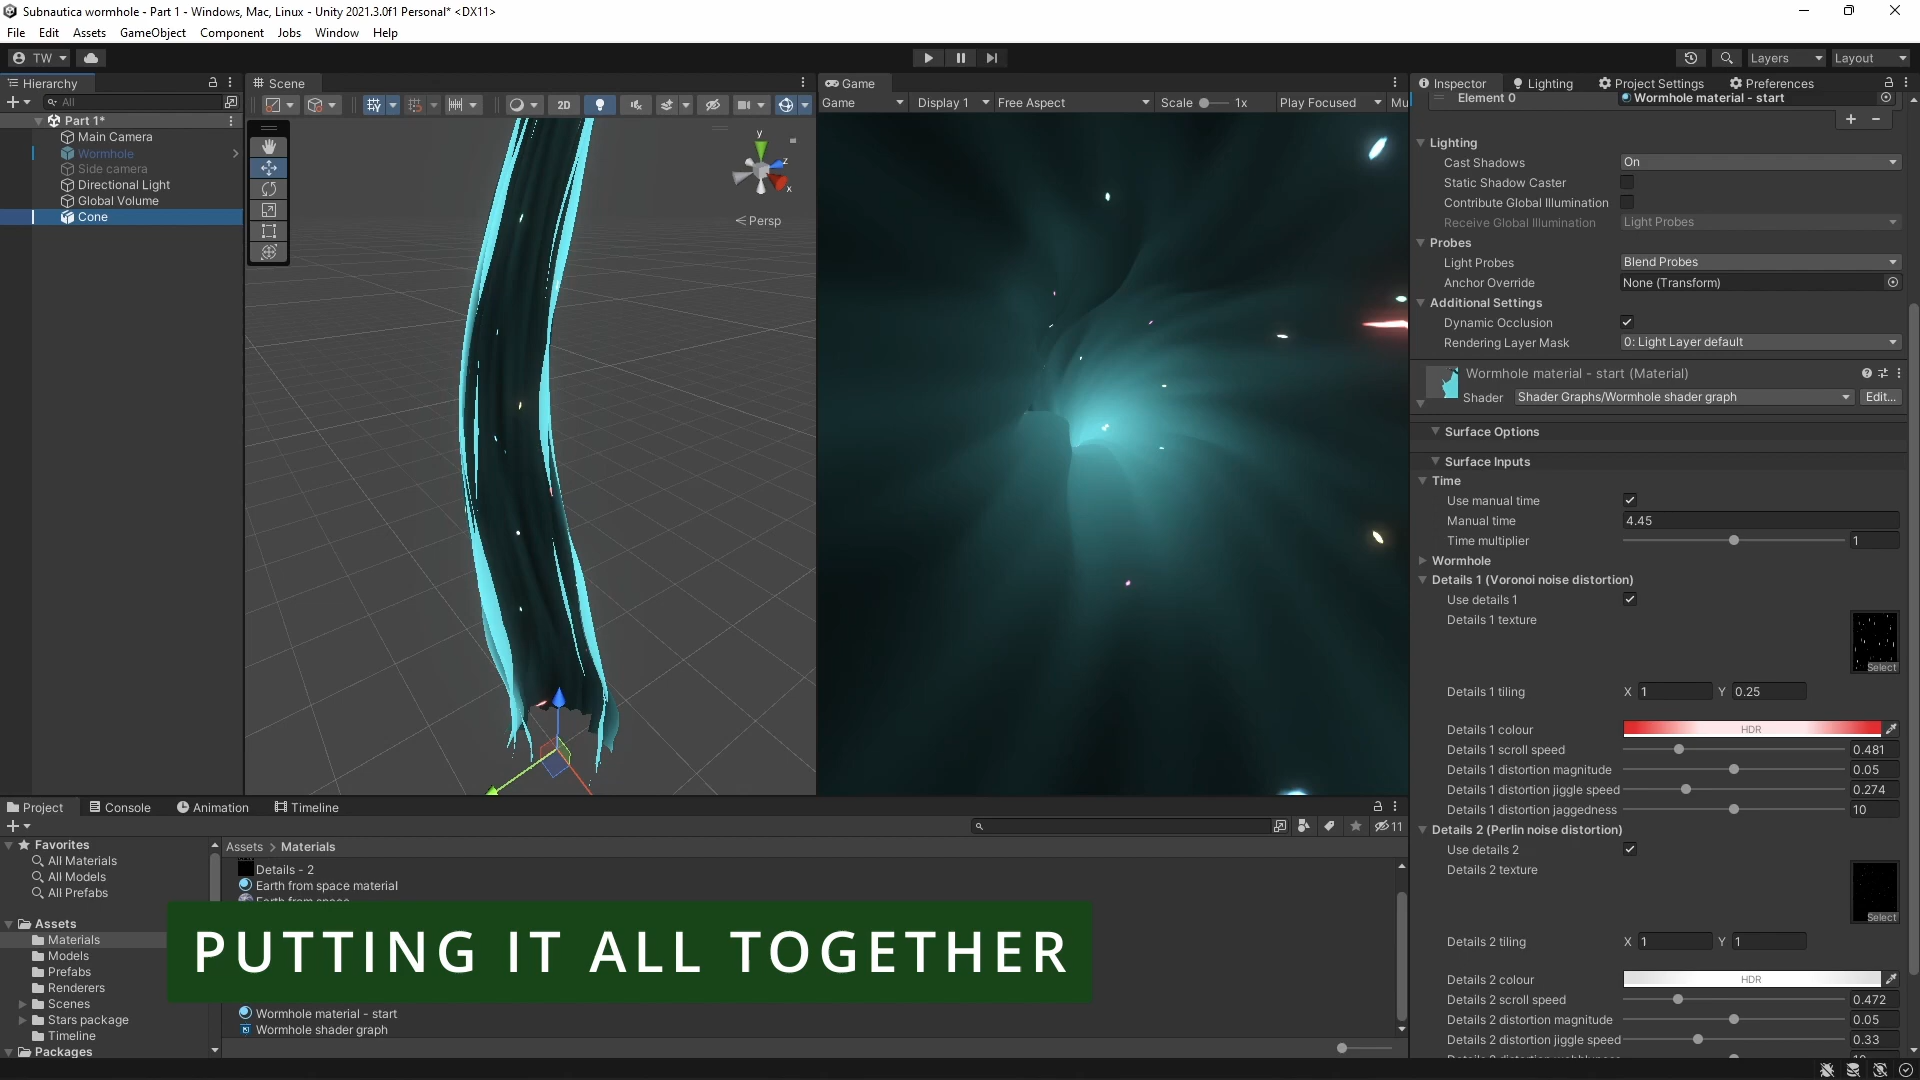 Subnautica wormhole - Part 1 - Windows, Mac, Linux - Unity 2021.3.0f1 Personal* <DX11>
File Edit Assets GameObject Component Jobs Window Help
TW Layers Layout
Hierarchy
All
Part 1*
Main Camera
Wormhole
Side camera
Directional Light
Global Volume
Cone
Scene
2D
y
z
x
Persp
Game
Game Display 1 Free Aspect Scale 1x Play Focused Mu
Inspector Lighting Project Settings Preferences
Element 0 Wormhole material - start
Lighting
Cast Shadows On
Static Shadow Caster
Contribute Global Illumination
Receive Global Illumination Light Probes
Probes
Light Probes Blend Probes
Anchor Override None (Transform)
Additional Settings
Dynamic Occlusion
Rendering Layer Mask 0: Light Layer default
Wormhole material - start (Material)
Shader Shader Graphs/Wormhole shader graph Edit...
Surface Options
Surface Inputs
Time
Use manual time
Manual time 4.45
Time multiplier 1
Wormhole
Details 1 (Voronoi noise distortion)
Use details 1
Details 1 texture
Select
Details 1 tiling X 1 Y 0.25
Details 1 colour HDR
Details 1 scroll speed 0.481
Details 1 distortion magnitude 0.05
Details 1 distortion jiggle speed 0.274
Details 1 distortion jaggedness 10
Details 2 (Perlin noise distortion)
Use details 2
Details 2 texture
Select
Details 2 tiling X 1 Y 1
Details 2 colour HDR
Details 2 scroll speed 0.472
Details 2 distortion magnitude 0.05
Details 2 distortion jiggle speed 0.33
Project Console Animation Timeline
11
Favorites
All Materials
All Models
All Prefabs
Assets
Materials
Models
Prefabs
Renderers
Scenes
Stars package
Timeline
Packages
Assets > Materials
Details - 2
Earth from space material
Earth from space
PUTTING IT ALL TOGETHER
Wormhole material - start
Wormhole shader graph